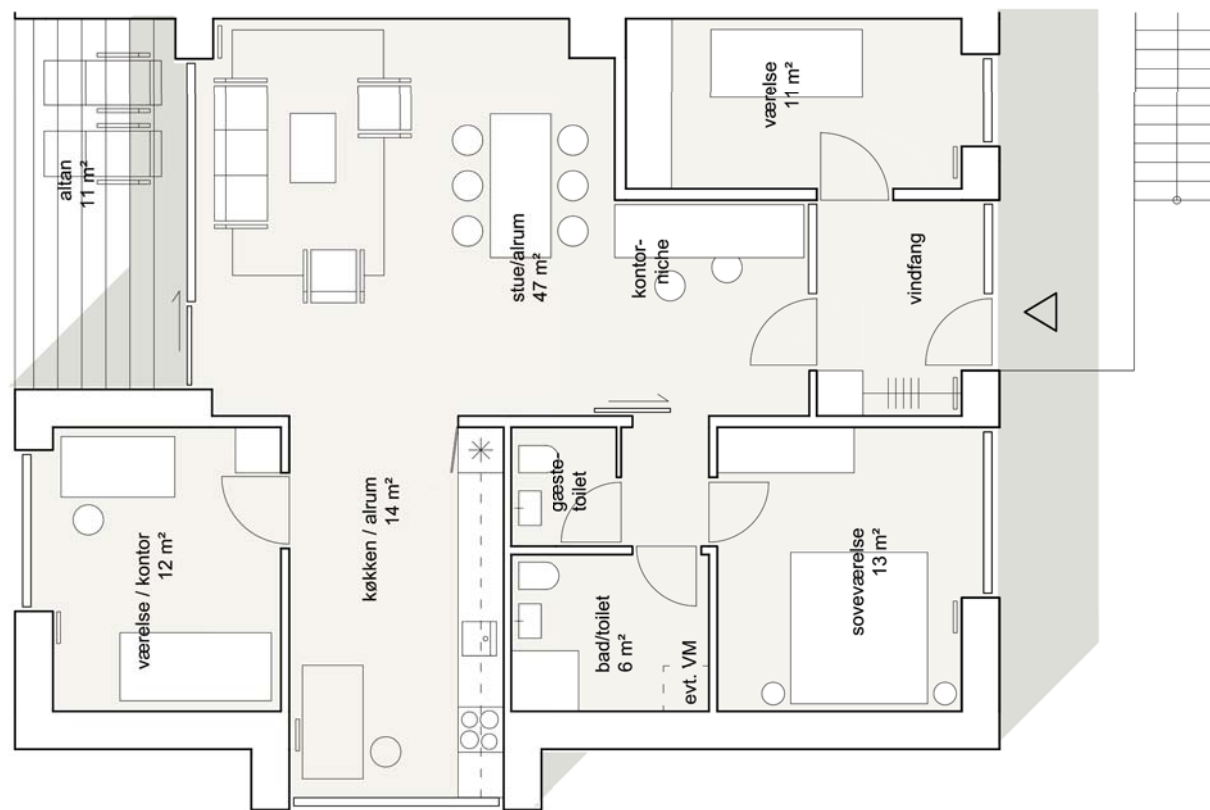 altan
11 m²
stue/alrum
47 m²
værelse
11 m²
kontor-
niche
vindfang
værelse / kontor
12 m²
køkken / alrum
14 m²
gæste-
toilet
bad/toilet
6 m²
evt. VM
soveværelse
13 m²